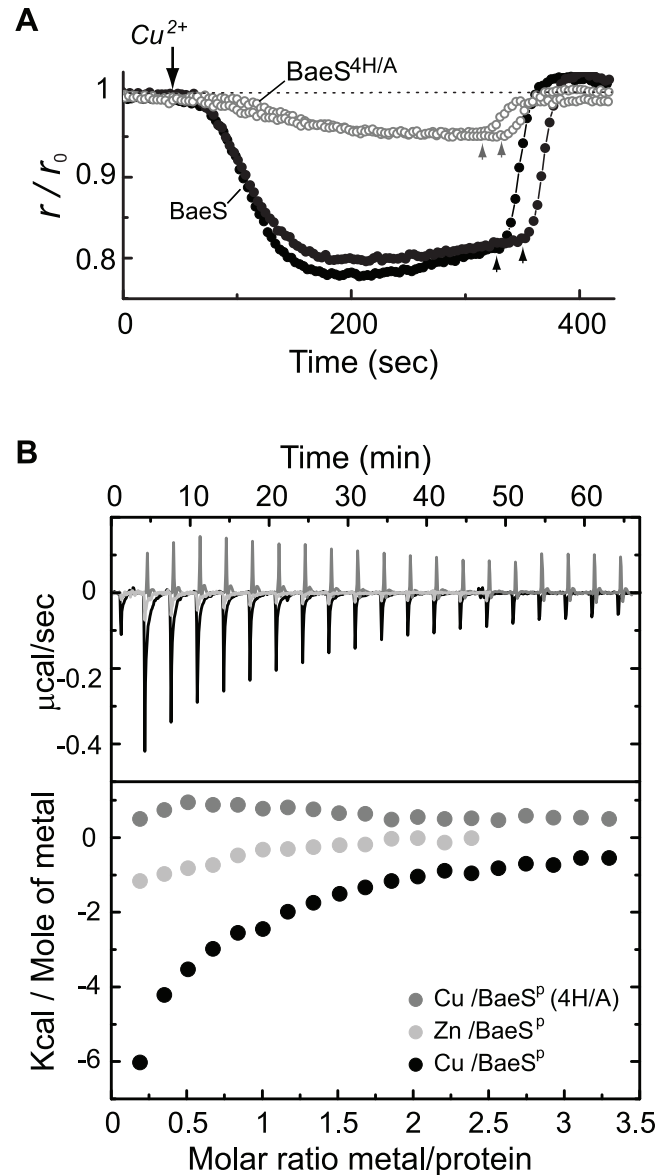 A
Cu²⁺
BaeS⁴ᴴ/ᴬ
BaeS
r / r₀
1
0.9
0.8
0 200 400
Time (sec)
B
Time (min)
0 10 20 30 40 50 60
μcal/sec
0
-0.2
-0.4
Kcal / Mole of metal
0
-2
-4
-6
Cu /BaeSᵖ (4H/A)
Zn /BaeSᵖ
Cu /BaeSᵖ
0 0.5 1 1.5 2 2.5 3 3.5
Molar ratio metal/protein